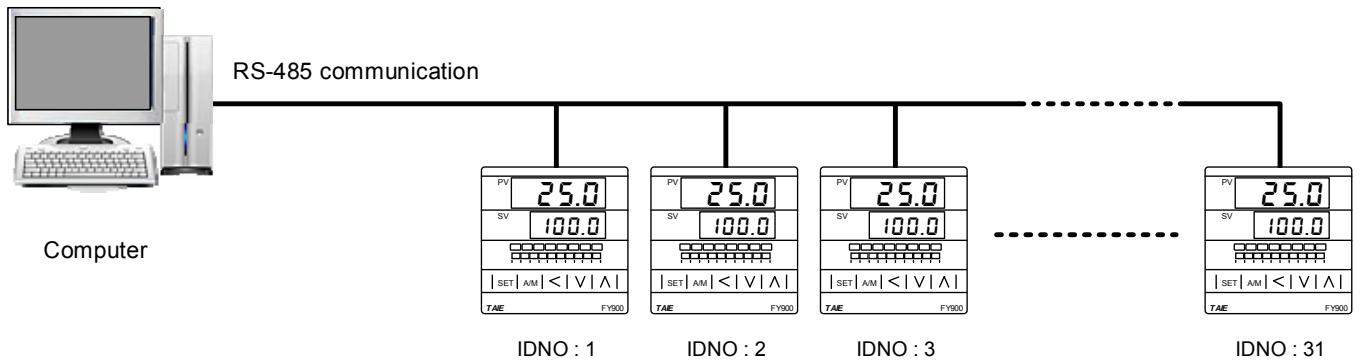 RS-485 communication
Computer
PV 25.0
SV 100.0
SET A/M < V Λ
TAIE FY900
IDNO : 1
PV 25.0
SV 100.0
SET A/M < V Λ
TAIE FY900
IDNO : 2
PV 25.0
SV 100.0
SET A/M < V Λ
TAIE FY900
IDNO : 3
PV 25.0
SV 100.0
SET A/M < V Λ
TAIE FY900
IDNO : 31